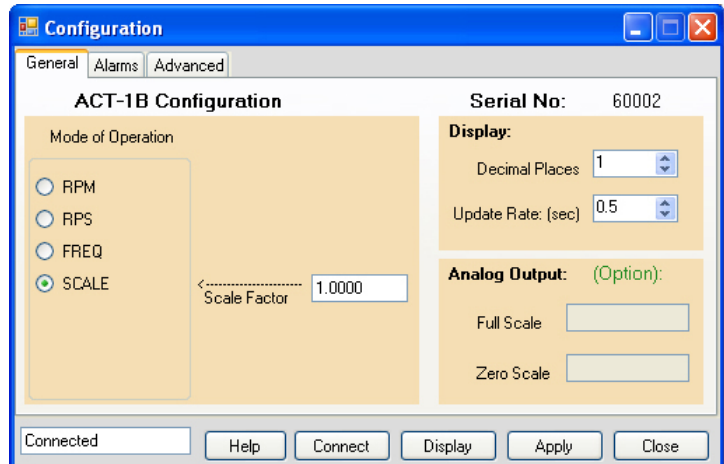 Configuration
General Alarms Advanced
ACT-1B Configuration
Serial No: 60002
Mode of Operation
RPM
RPS
FREQ
SCALE
<----------------------- 
Scale Factor
1.0000
Display:
Decimal Places 1
Update Rate: (sec) 0.5
Analog Output: (Option):
Full Scale
Zero Scale
Connected
Help Connect Display Apply Close